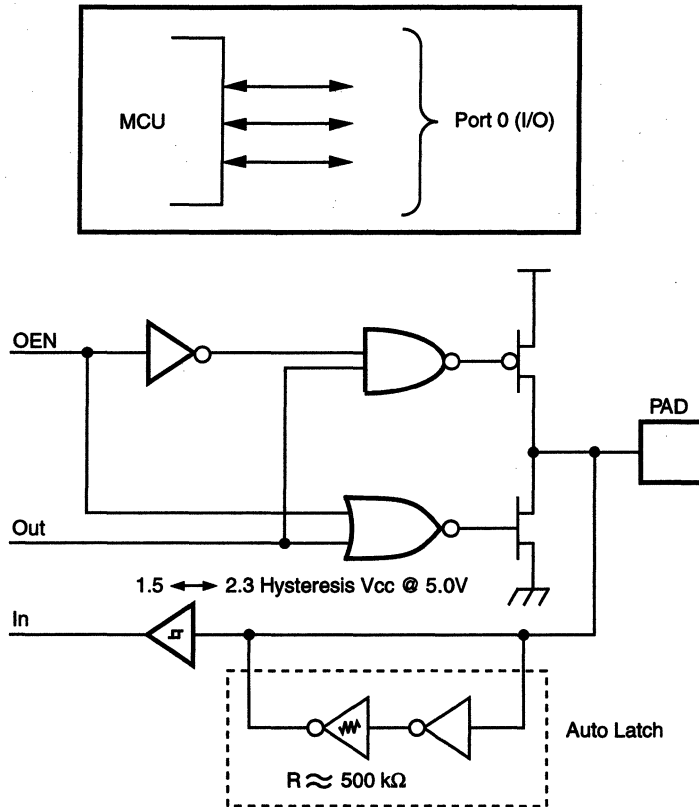 MCU
Port 0 (I/O)
OEN
PAD
Out
1.5 ↔ 2.3 Hysteresis Vcc @ 5.0V
In
Auto Latch
R ≈ 500 kΩ